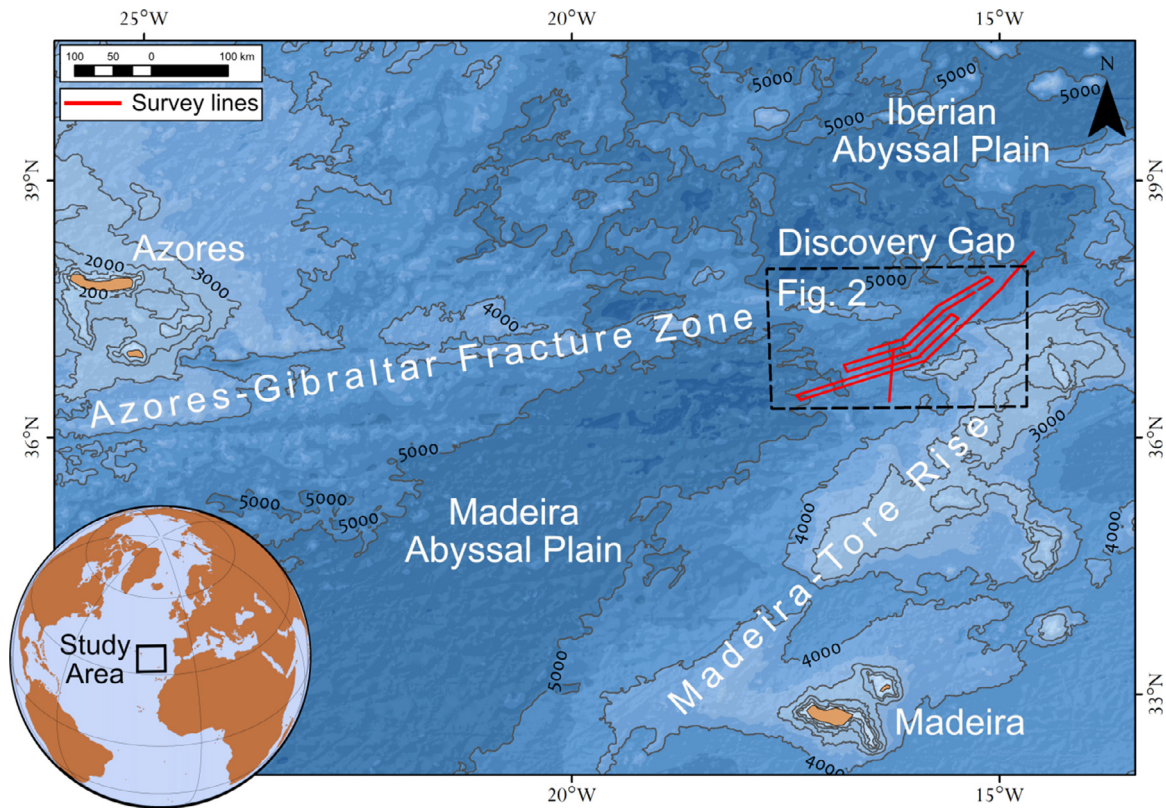 25°W
20°W
15°W
100 50 0 100 km
Survey lines
N
5000
5000
5000
5000
Iberian
Abyssal Plain
39°N
39°N
Azores
2000
3000
200
Discovery Gap
5000
Fig. 2
4000
Azores-Gibraltar Fracture Zone
36°N
36°N
5000
3000
5000
5000
5000
Madeira
Abyssal Plain
4000
4000
Madeira-Tore Rise
Study
Area
5000
4000
33°N
33°N
Madeira
4000
20°W
15°W